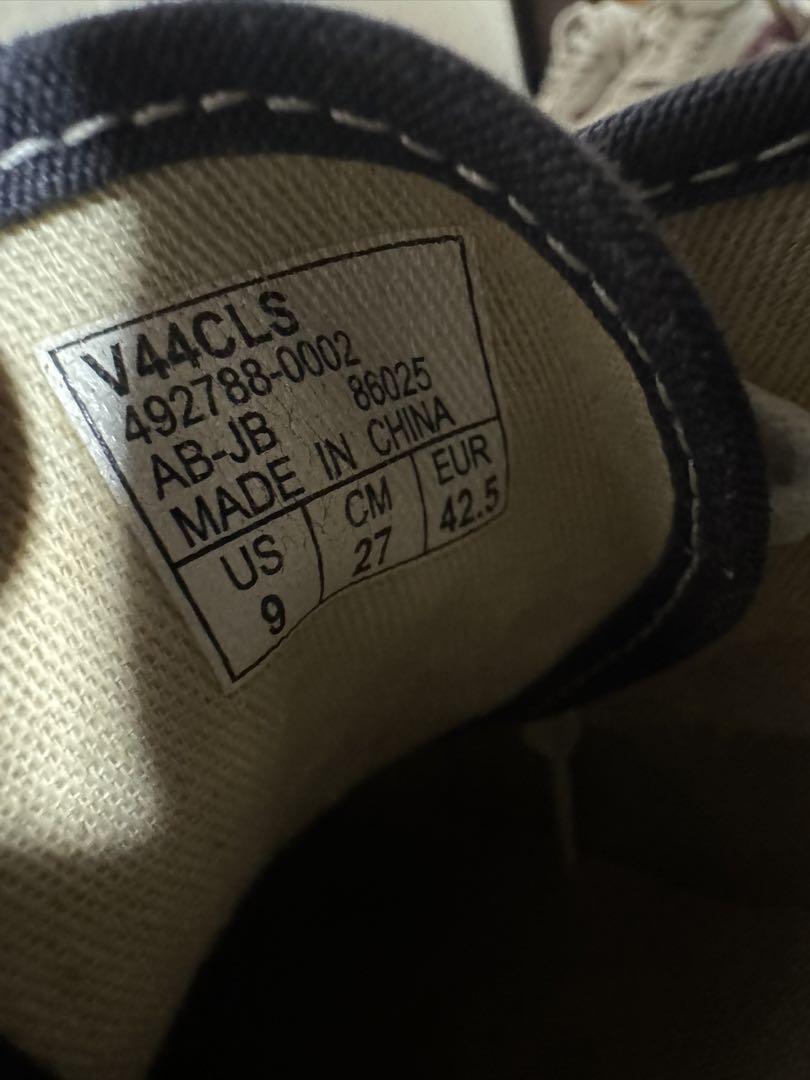 V44CLS
492788-0002
AB-JB 86025
MADE IN CHINA
US CM EUR
9 27 42.5